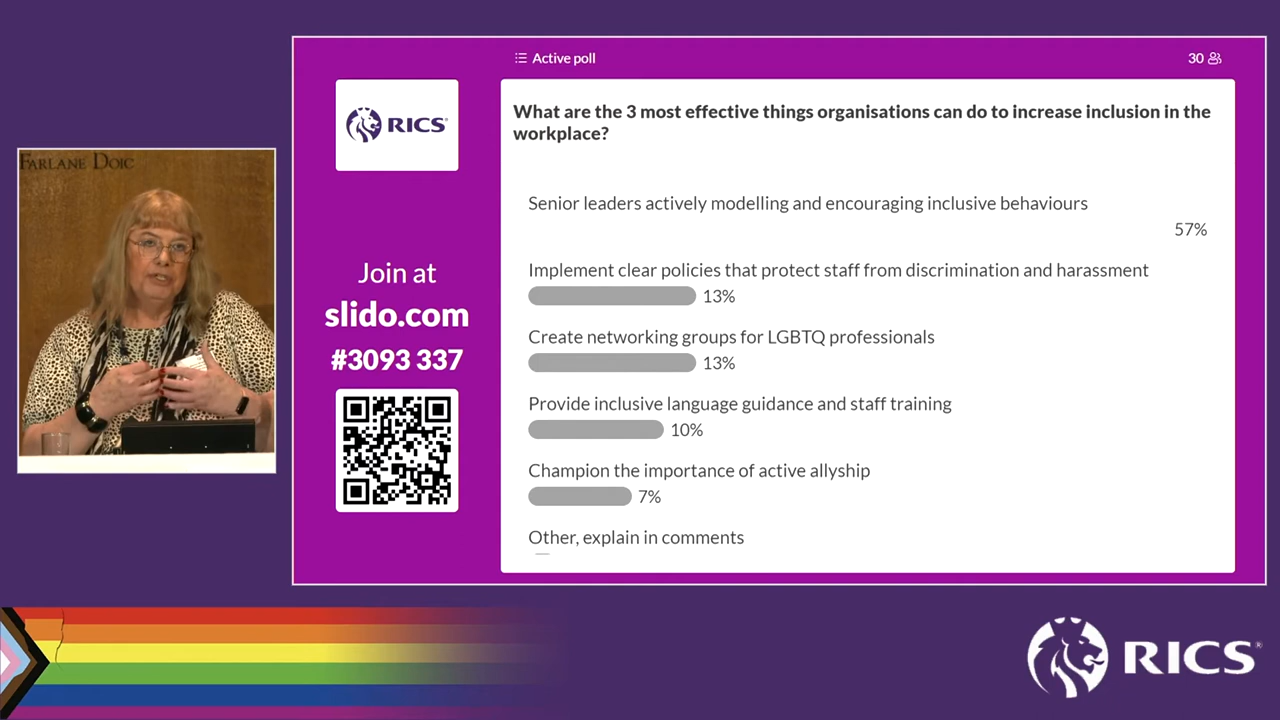 FARLANE DOIC
RICS
Join at
slido.com
#3093 337
Active poll
30
What are the 3 most effective things organisations can do to increase inclusion in the
workplace?
Senior leaders actively modelling and encouraging inclusive behaviours
57%
Implement clear policies that protect staff from discrimination and harassment
13%
Create networking groups for LGBTQ professionals
13%
Provide inclusive language guidance and staff training
10%
Champion the importance of active allyship
7%
Other, explain in comments
RICS